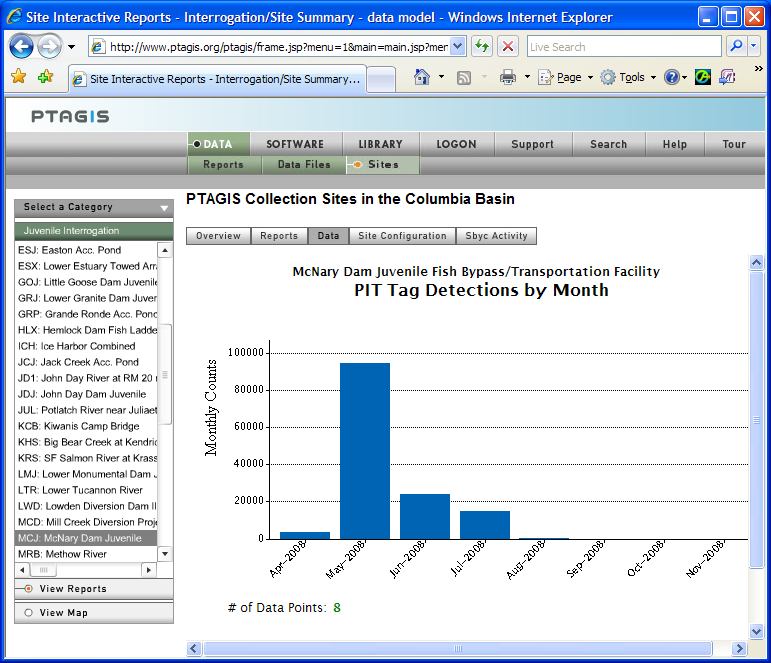 Site Interactive Reports - Interrogation/Site Summary - data model - Windows Internet Explorer
http://www.ptagis.org/ptagis/frame.jsp?menu=1&main=main.jsp?mer
Live Search
Site Interactive Reports - Interrogation/Site Summary...
Page
Tools
»
PTAGIS
DATA SOFTWARE LIBRARY LOGON Support Search Help Tour
Reports Data Files Sites
Select a Category
PTAGIS Collection Sites in the Columbia Basin
Juvenile Interrogation
Overview Reports Data Site Configuration Sbyc Activity
ESJ: Easton Acc. Pond
ESX: Lower Estuary Towed Arr
GOJ: Little Goose Dam Juvenile
GRJ: Lower Granite Dam Juver
GRP: Grande Ronde Acc. Pond
HLX: Hemlock Dam Fish Ladde
ICH: Ice Harbor Combined
JCJ: Jack Creek Acc. Pond
JD1: John Day River at RM 20
JDJ: John Day Dam Juvenile
JUL: Potlatch River near Juliaet
KCB: Kiwanis Camp Bridge
KHS: Big Bear Creek at Kendric
KRS: SF Salmon River at Krass
LMJ: Lower Monumental Dam
LTR: Lower Tucannon River
LWD: Lowden Diversion Dam II
MCD: Mill Creek Diversion Proj
MCJ: McNary Dam Juvenile
MRB: Methow River
View Reports
View Map
McNary Dam Juvenile Fish Bypass/Transportation Facility
PIT Tag Detections by Month
Monthly Counts
100000
80000
60000
40000
20000
0
Apr-2008 May-2008 Jun-2008 Jul-2008 Aug-2008 Sep-2008 Oct-2008 Nov-2008
# of Data Points: 8